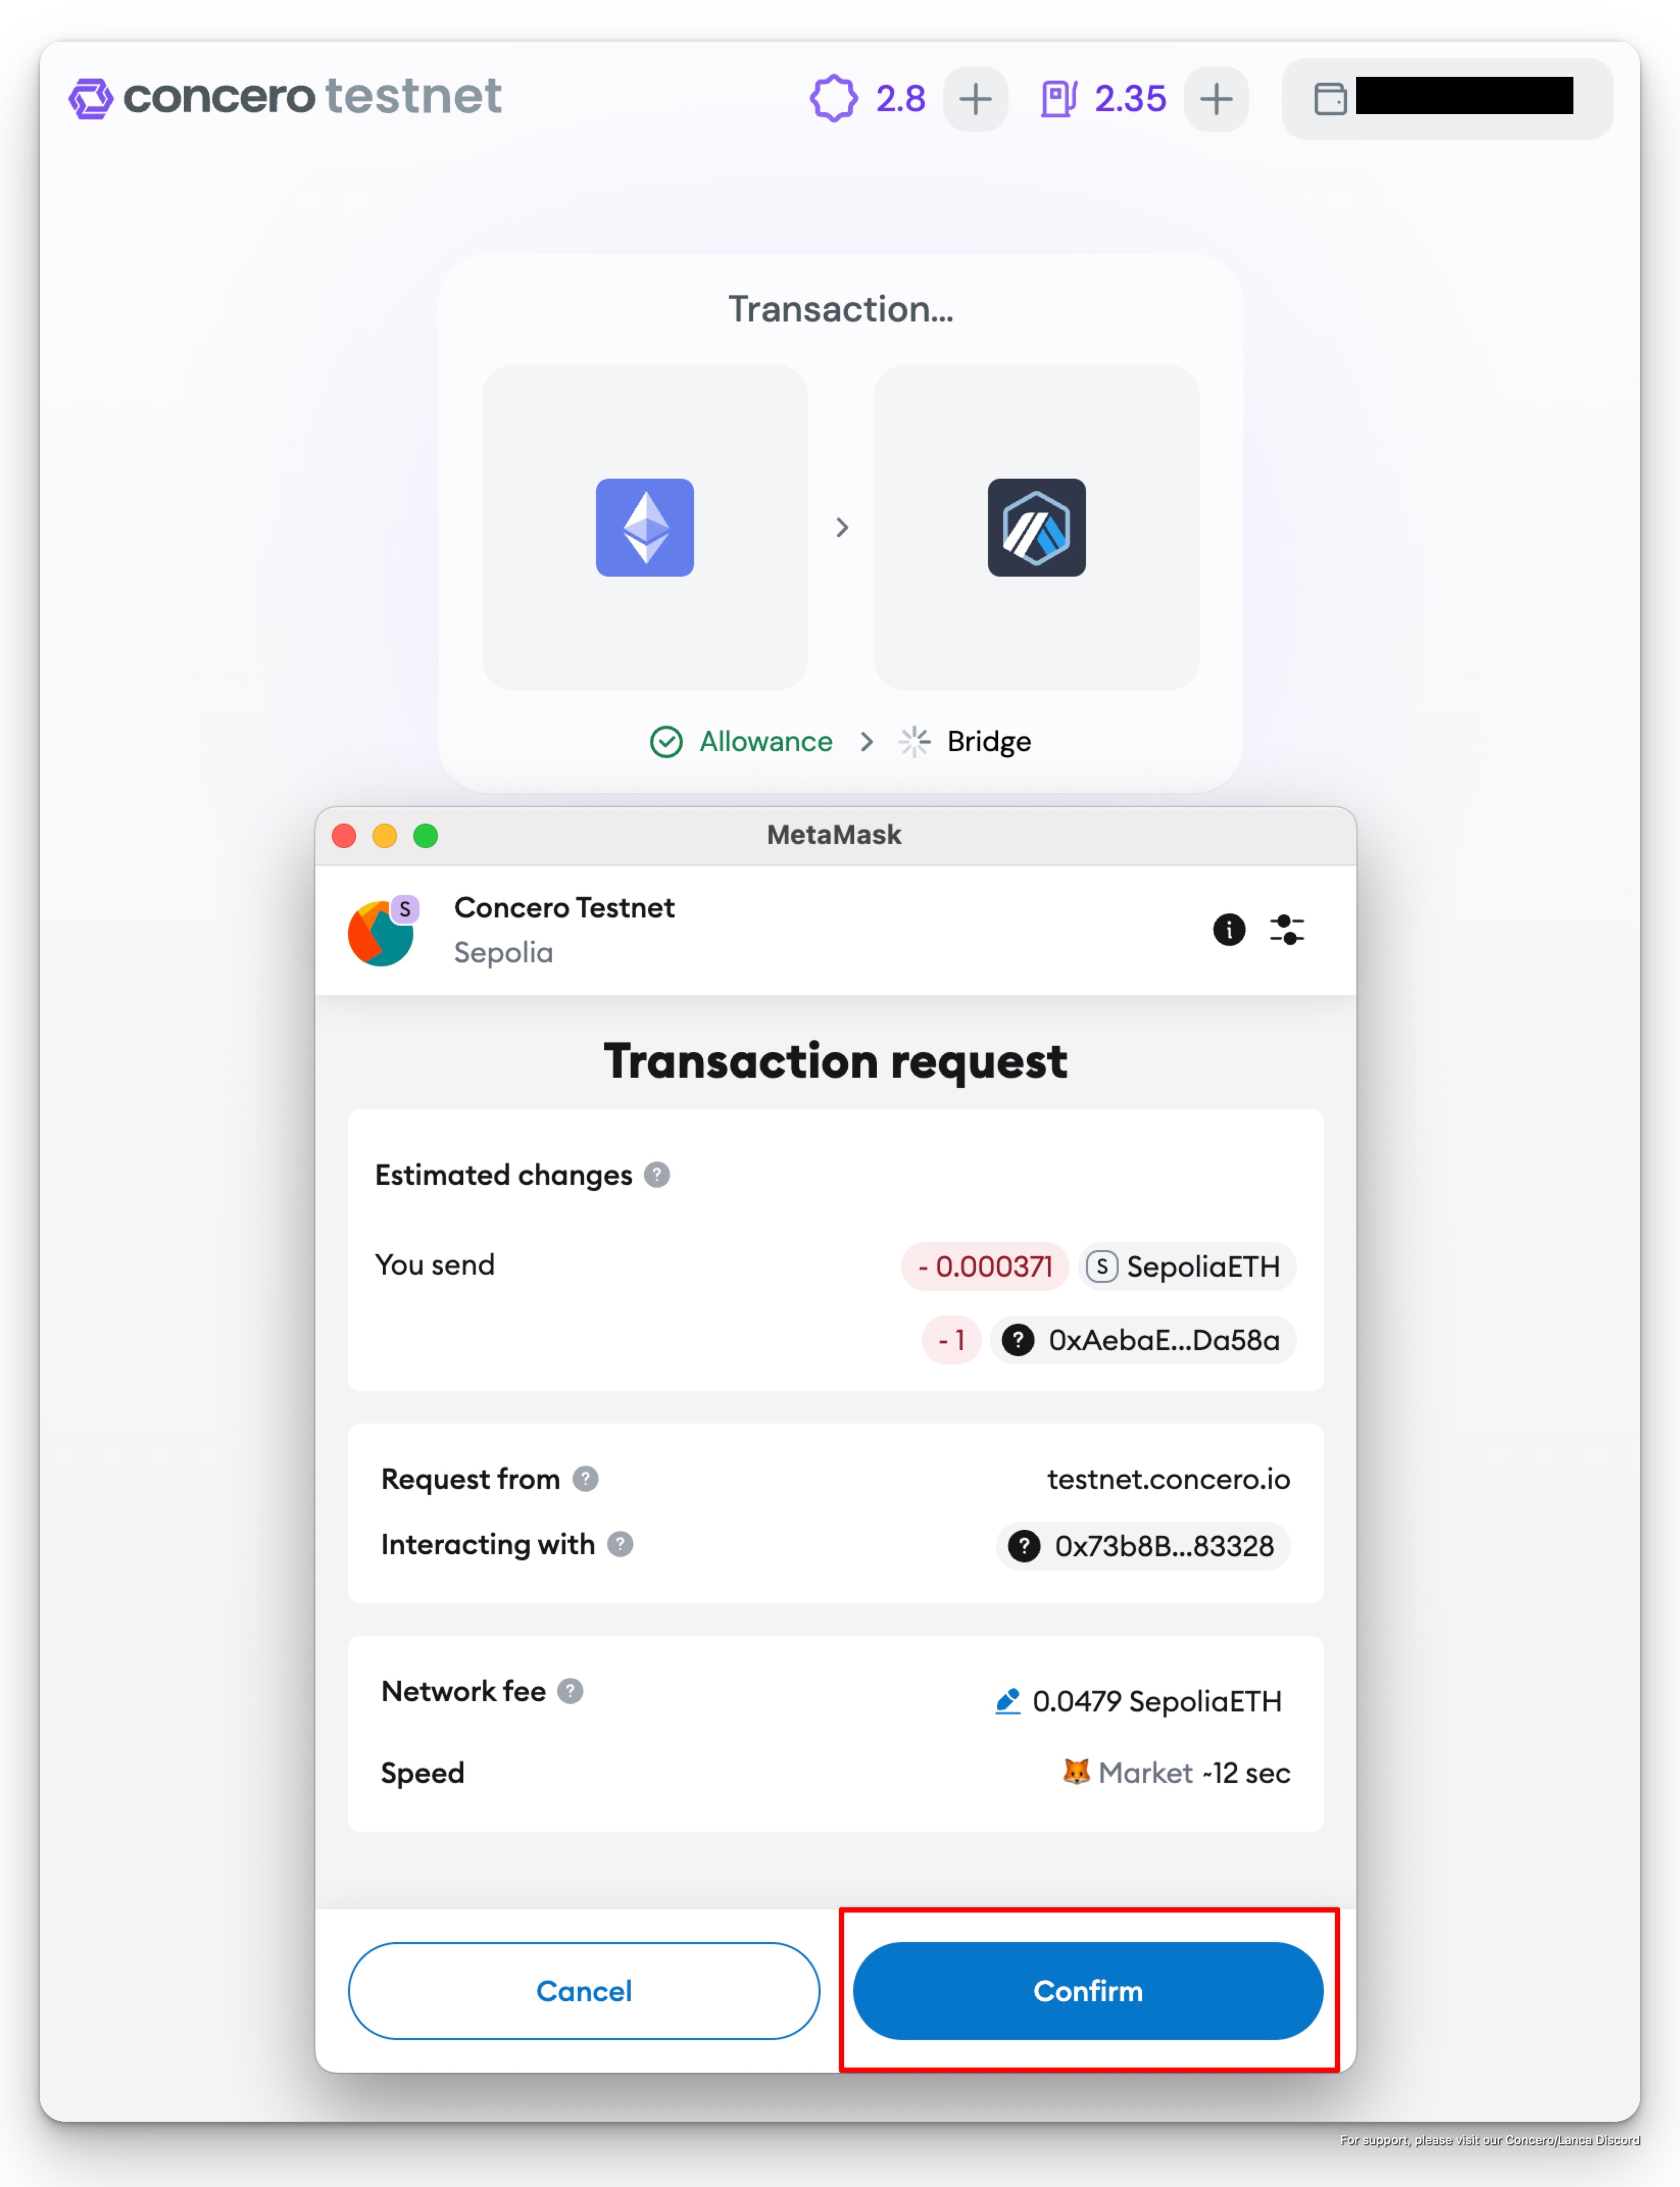 concero testnet 2.8 2.35
Transaction...
Allowance > Bridge
MetaMask
S
Concero Testnet
Sepolia
Transaction request
Estimated changes
You send - 0.000371 S SepoliaETH
- 1 0xAebaE...Da58a
Request from testnet.concero.io
Interacting with 0x73b8B...83328
Network fee 0.0479 SepoliaETH
Speed Market ~12 sec
Cancel Confirm
For support, please visit our Concero/Lanca Discord